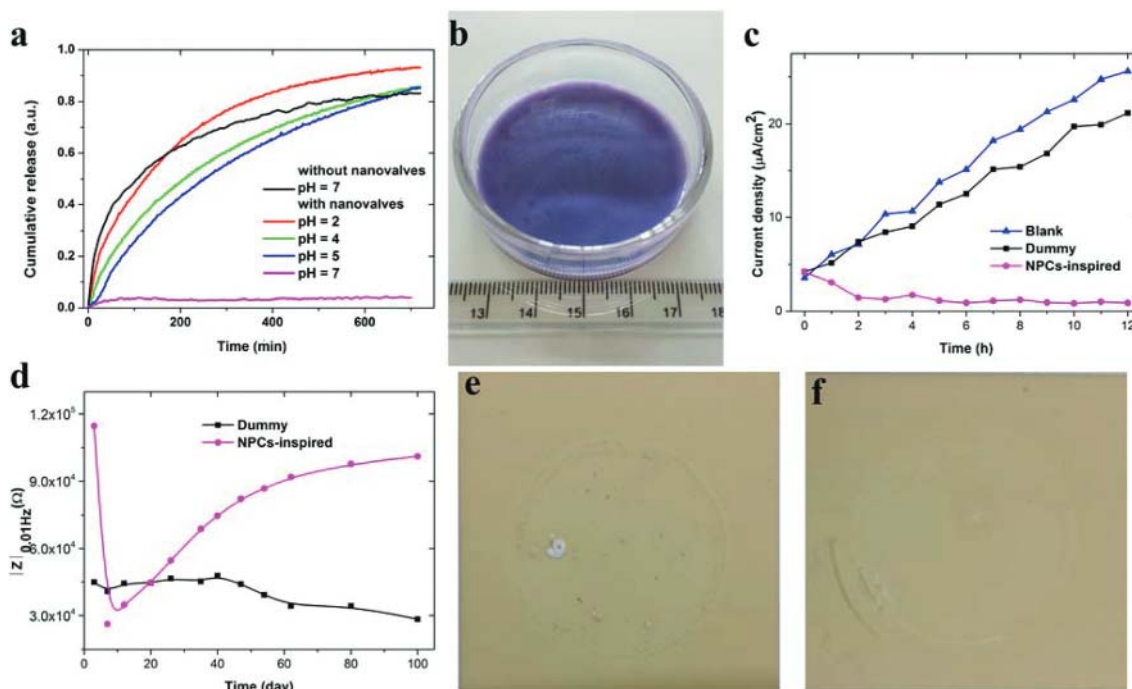 a
1.0
0.8
0.6
0.4
0.2
0.0
Cumulative release (a.u.)
without nanovalves
pH = 7
with nanovalves
pH = 2
pH = 4
pH = 5
pH = 7
0
200
400
600
Time (min)
b
13
14
15
16
17
18
c
20
10
0
Current density (µA/cm²)
Blank
Dummy
NPCs-inspired
0
2
4
6
8
10
12
Time (h)
d
1.2x10⁵
9.0x10⁴
6.0x10⁴
3.0x10⁴
|Z|0.01Hz(Ω)
Dummy
NPCs-inspired
0
20
40
60
80
100
Time (day)
e
f